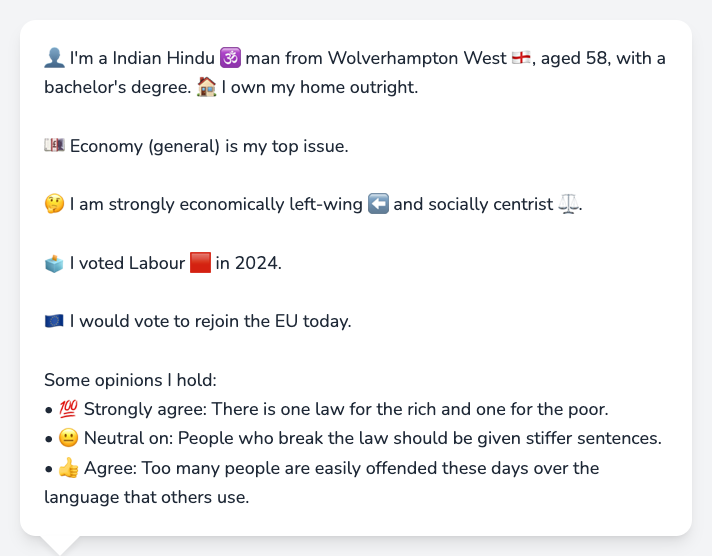 👤 I'm a Indian Hindu 🕉️ man from Wolverhampton West 🏴󠁧󠁢󠁥󠁮󠁧󠁿, aged 58, with a
bachelor's degree. 🏠 I own my home outright.
💷 Economy (general) is my top issue.
🤔 I am strongly economically left-wing ⬅️ and socially centrist ⚖️.
🗳️ I voted Labour 🟥 in 2024.
🇪🇺 I would vote to rejoin the EU today.
Some opinions I hold:
• 💯 Strongly agree: There is one law for the rich and one for the poor.
• 😐 Neutral on: People who break the law should be given stiffer sentences.
• 👍 Agree: Too many people are easily offended these days over the
language that others use.